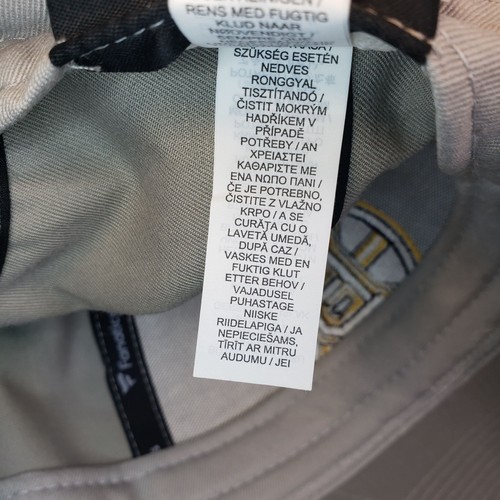 RENS MED FUGTIG
KLUD NAAR
NØDVENDIGT /
SZÜKSÉG ESETÉN
NEDVES
RONGGYAL
TISZTÍTANDÓ /
ČISTIT MOKRÝM
HADŘÍKEM V
PŘÍPADĚ
POTŘEBY / AN
ΧΡΕΙΑΣΤΕΙ
ΚΑΘΑΡΙΣΤΕ ΜΕ
ΕΝΑ ΝΩΠΟ ΠΑΝΙ /
ČE JE POTREBNO,
ČISTITE Z VLAŽNO
KRPO / A SE
CURĂŢA CU O
LAVETĂ UMEDĂ,
DUPĂ CAZ /
VASKES MED EN
FUKTIG KLUT
ETTER BEHOV /
VAJADUSEL
PUHASTAGE
NIISKE
RIIDELAPIGA / JA
NEPIECIEŠAMS,
TĪRĪT AR MITRU
AUDUMU / JEI